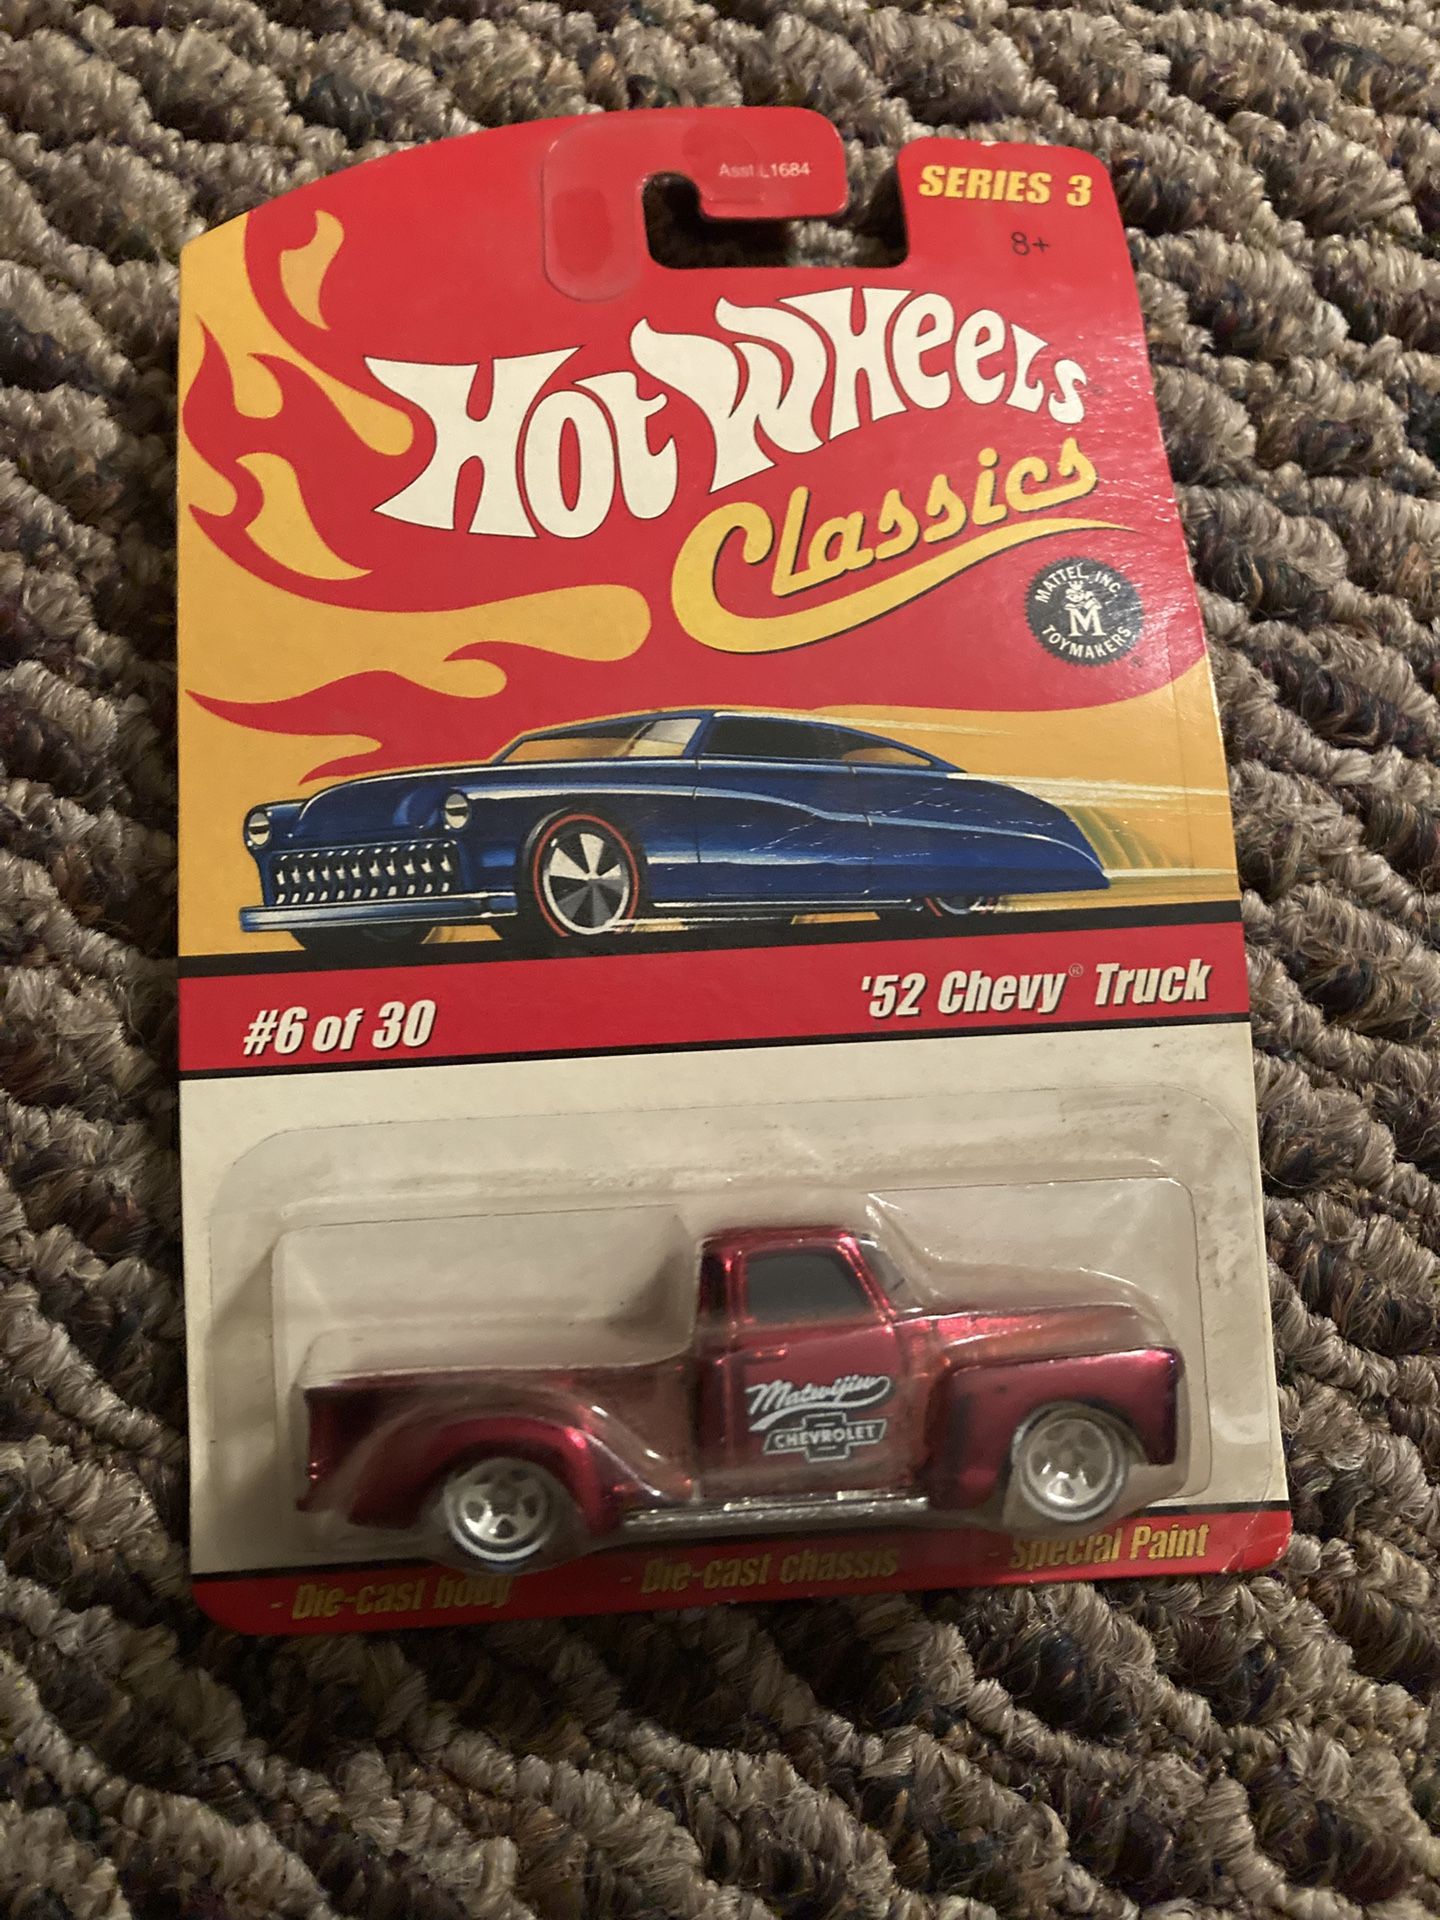 Asst. L1684
SERIES 3
8+
Hot Wheels
Classics
MATTEL, INC.
M
TOYMAKERS
#6 of 30
'52 Chevy® Truck
Matwijiw
CHEVROLET
- Die-cast body - Die-cast chassis - Special Paint